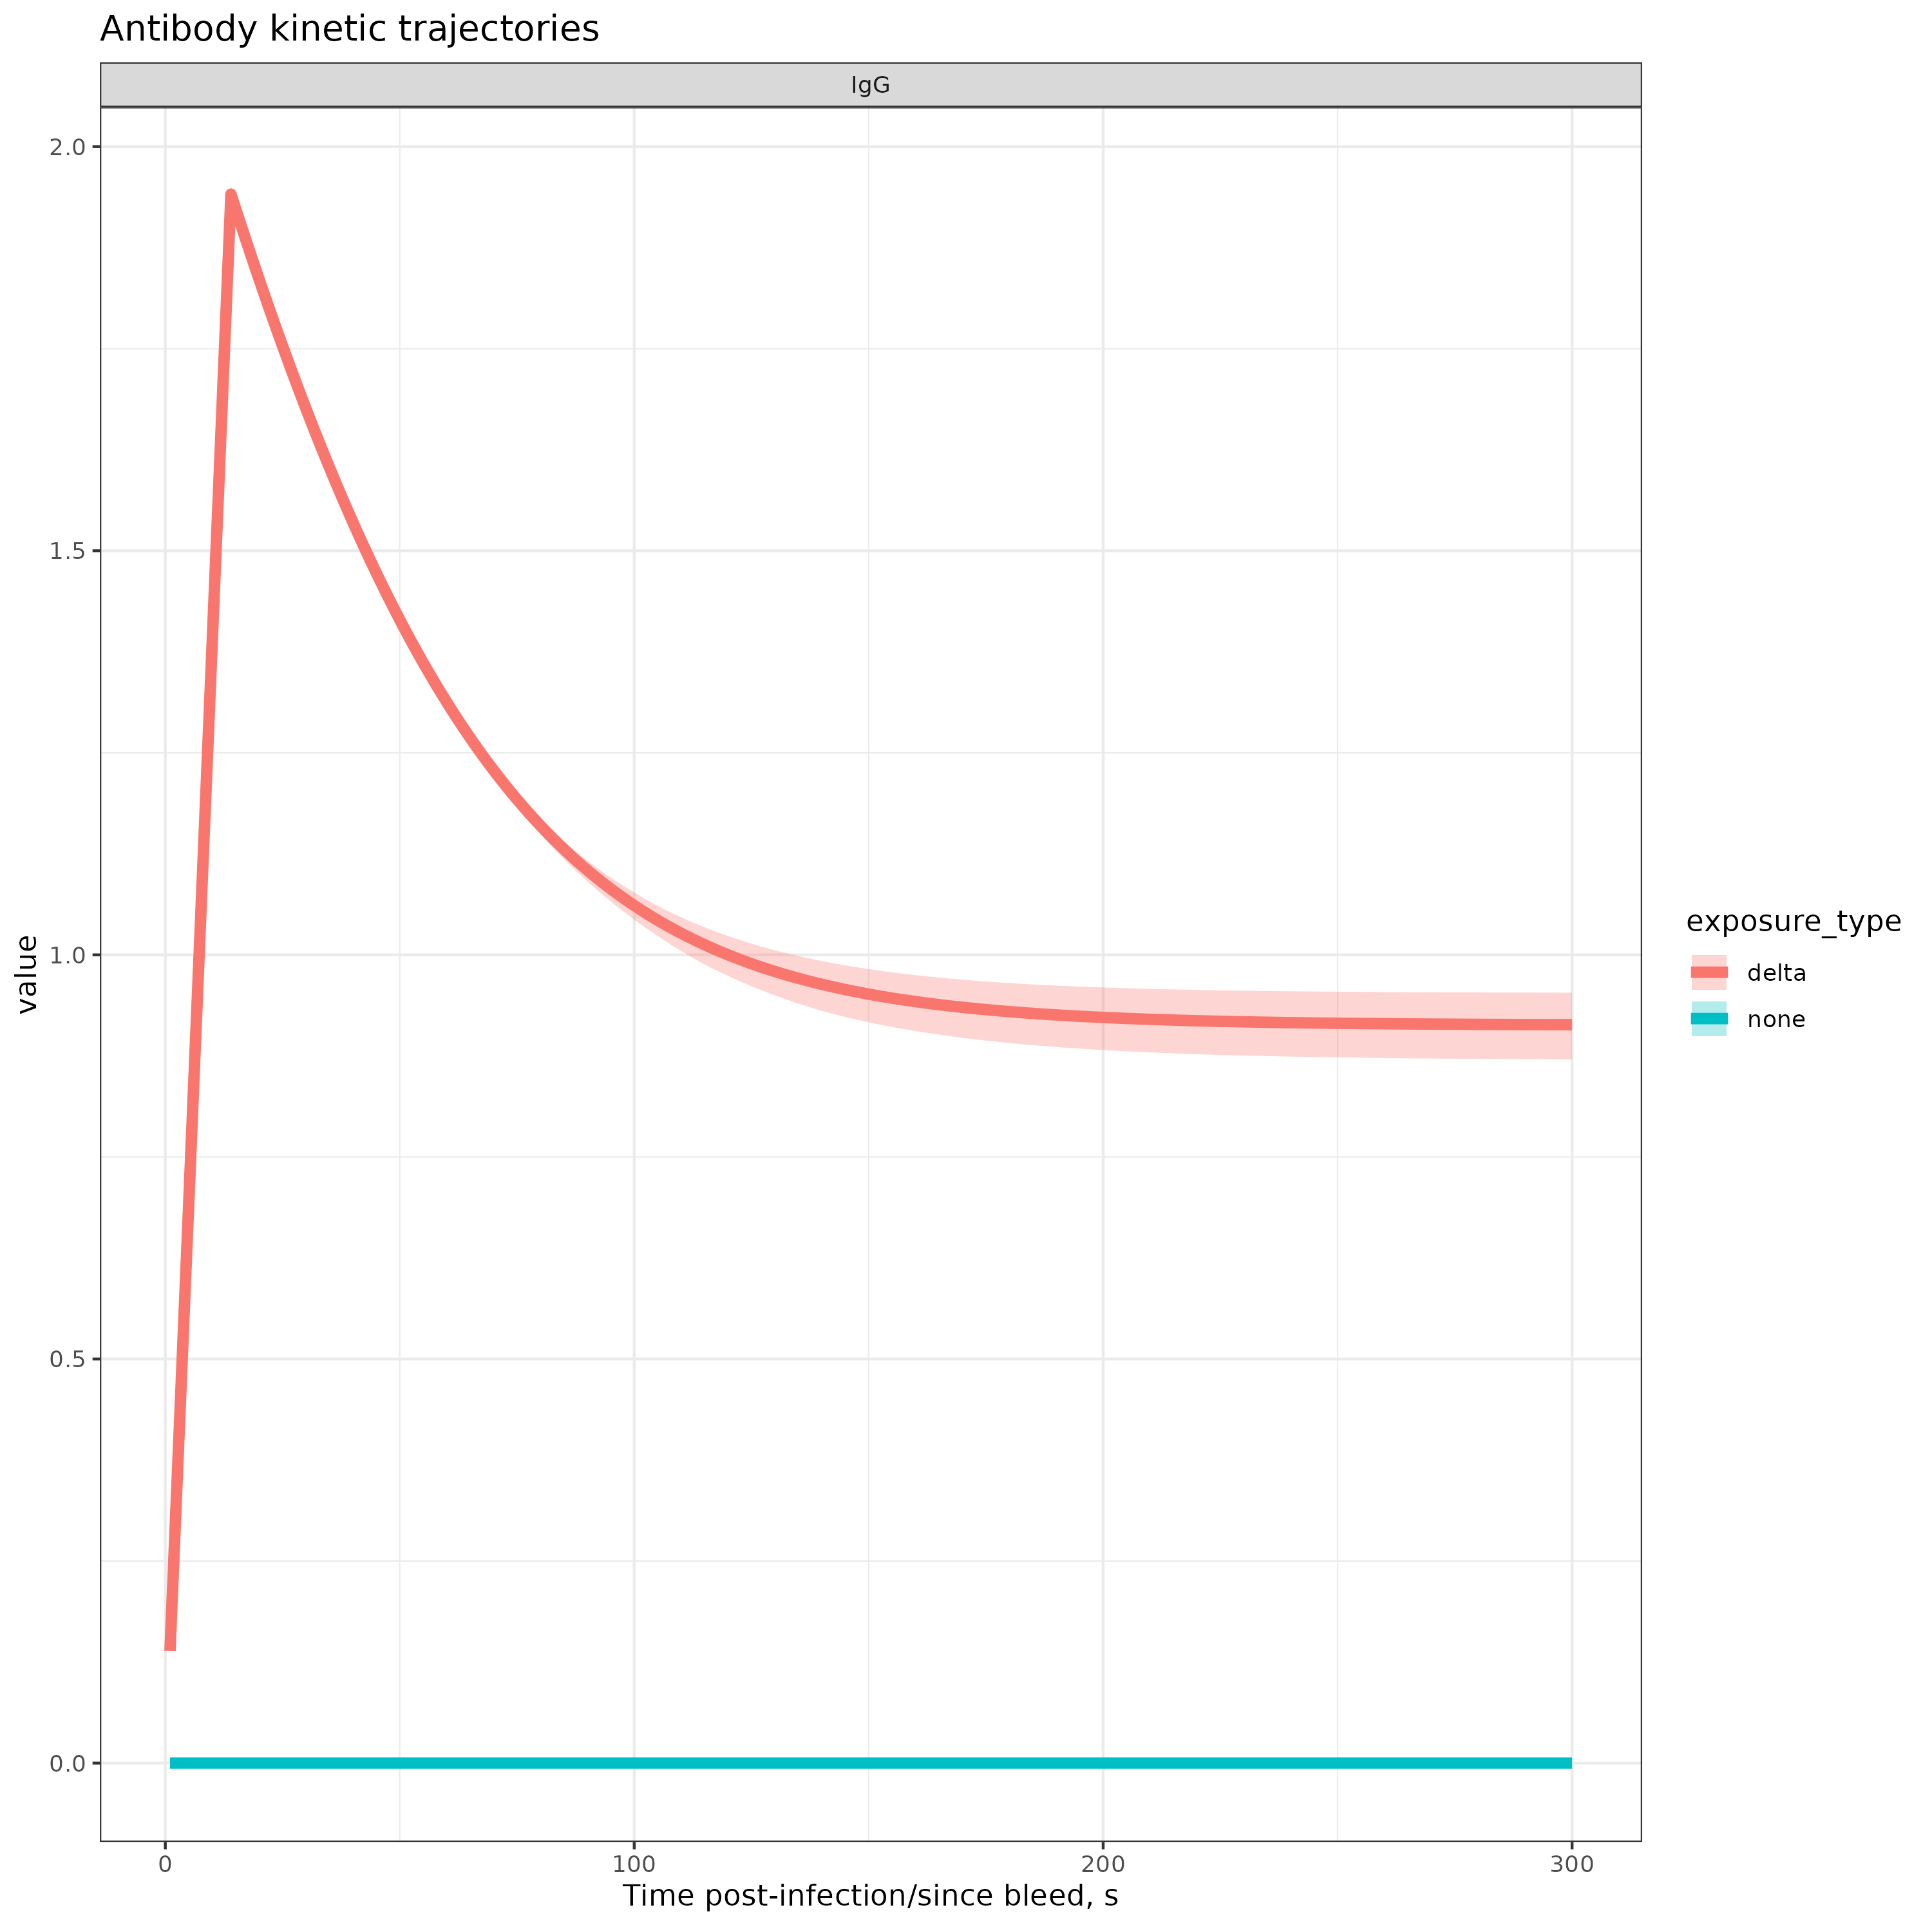 Antibody kinetic trajectories
IgG
2.0
1.5
1.0
0.5
0.0
value
0
100
200
300
Time post-infection/since bleed, s
exposure_type
delta
none